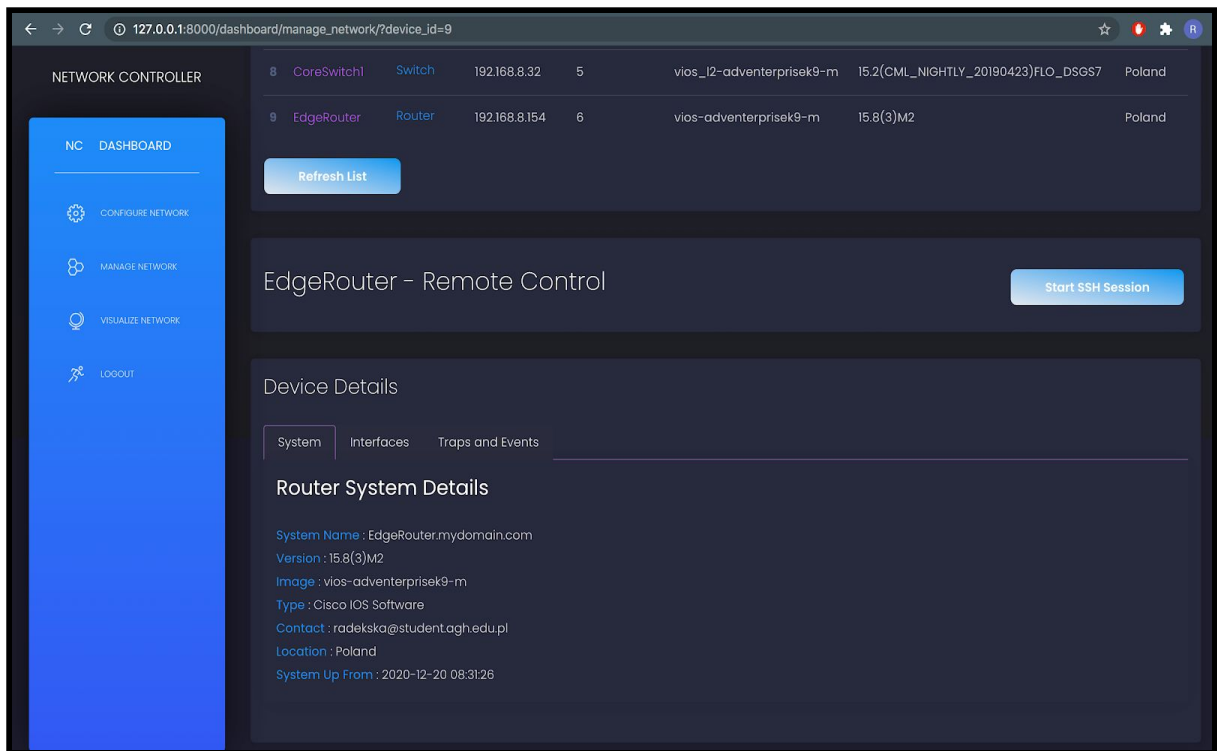 127.0.0.1:8000/dashboard/manage_network/?device_id=9
R
NETWORK CONTROLLER
NC DASHBOARD
CONFIGURE NETWORK
MANAGE NETWORK
VISUALIZE NETWORK
LOGOUT
8 CoreSwitch1 Switch 192.168.8.32 5 vios_l2-adventerprisek9-m 15.2(CML_NIGHTLY_20190423)FLO_DSGS7 Poland
9 EdgeRouter Router 192.168.8.154 6 vios-adventerprisek9-m 15.8(3)M2 Poland
Refresh List
EdgeRouter - Remote Control
Start SSH Session
Device Details
System Interfaces Traps and Events
Router System Details
System Name : EdgeRouter.mydomain.com
Version : 15.8(3)M2
Image : vios-adventerprisek9-m
Type : Cisco IOS Software
Contact : radekska@student.agh.edu.pl
Location : Poland
System Up From : 2020-12-20 08:31:26